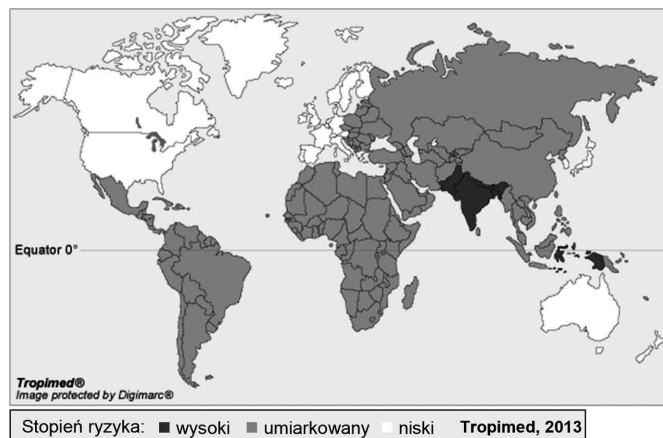 Equator 0°
Tropimed®
Image protected by Digimarc®
Stopień ryzyka: wysoki umiarkowany niski Tropimed, 2013